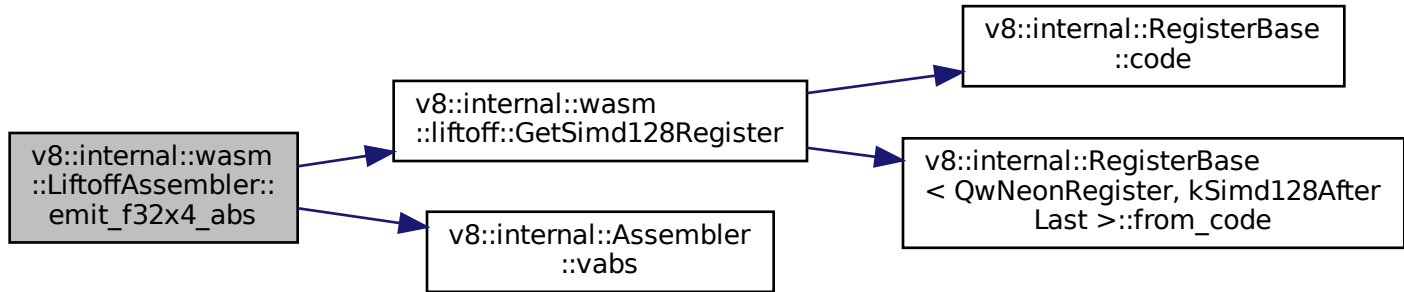 v8::internal::wasm
::LiftoffAssembler::
emit_f32x4_abs
v8::internal::wasm
::liftoff::GetSimd128Register
v8::internal::Assembler
::vabs
v8::internal::RegisterBase
::code
v8::internal::RegisterBase
< QwNeonRegister, kSimd128After
Last >::from_code